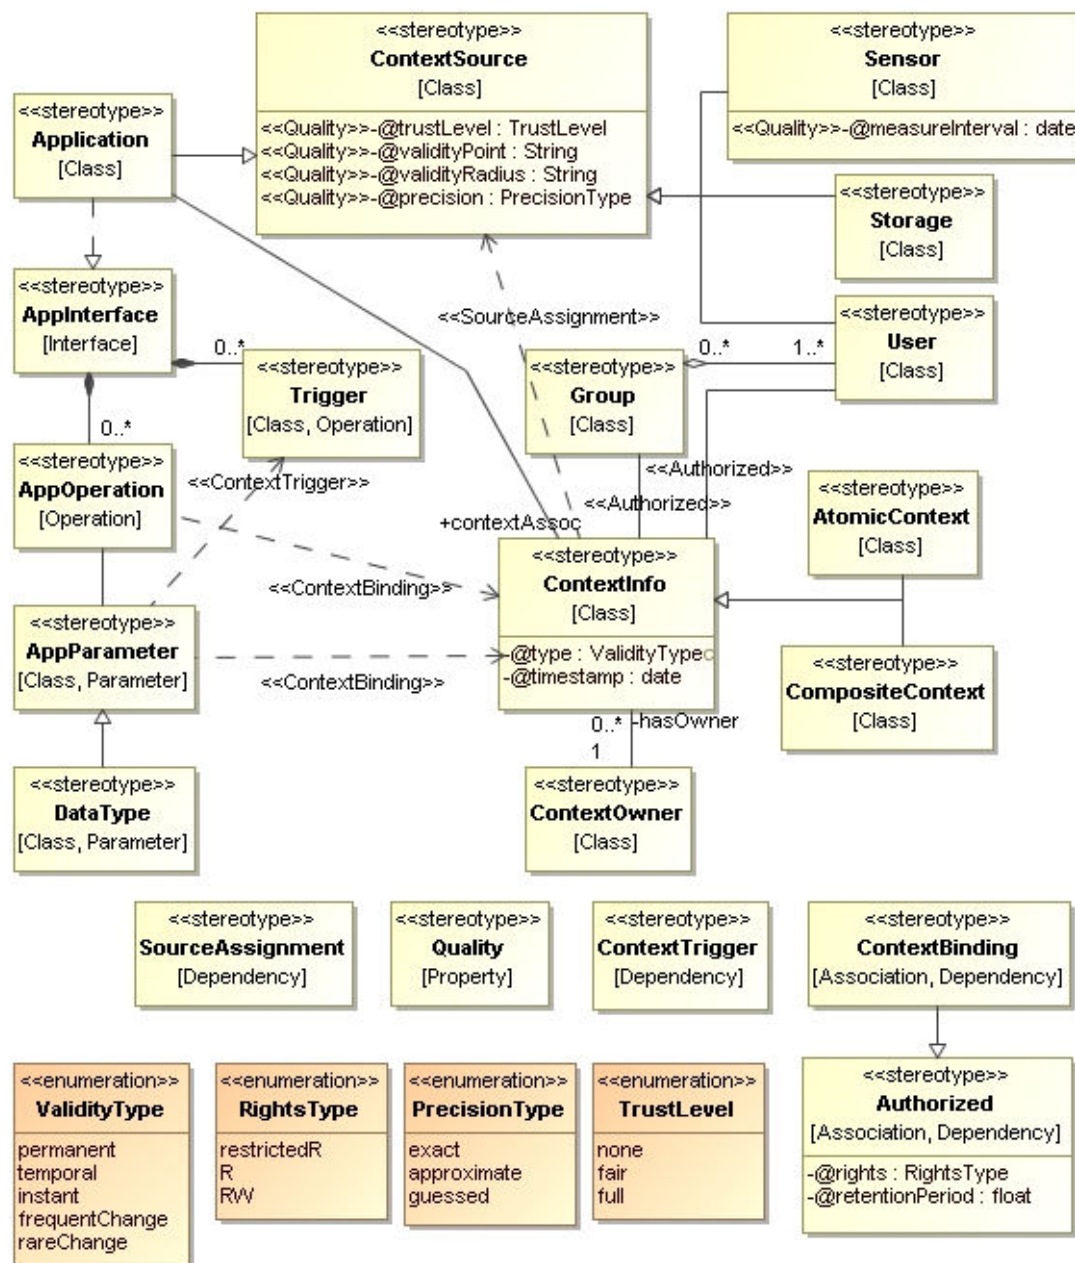 <<stereotype>>
ContextSource
[Class]
<<Quality>>-@trustLevel : TrustLevel
<<Quality>>-@validityPoint : String
<<Quality>>-@validityRadius : String
<<Quality>>-@precision : PrecisionType
<<stereotype>>
Sensor
[Class]
<<Quality>>-@measureInterval : date
<<stereotype>>
Application
[Class]
<<stereotype>>
Storage
[Class]
<<stereotype>>
AppInterface
[Interface]
<<SourceAssignment>>
<<stereotype>>
User
[Class]
0..*
0..*
1..*
<<stereotype>>
Trigger
[Class, Operation]
<<stereotype>>
Group
[Class]
0..*
<<stereotype>>
AppOperation
[Operation]
<<ContextTrigger>>
<<Authorized>>
<<Authorized>>
<<stereotype>>
AtomicContext
[Class]
+contextAssoc
<<stereotype>>
ContextInfo
[Class]
-@type : ValidityType
-@timestamp : date
<<ContextBinding>>
<<stereotype>>
AppParameter
[Class, Parameter]
<<ContextBinding>>
<<stereotype>>
CompositeContext
[Class]
0..*
-hasOwner
1
<<stereotype>>
DataType
[Class, Parameter]
<<stereotype>>
ContextOwner
[Class]
<<stereotype>>
SourceAssignment
[Dependency]
<<stereotype>>
Quality
[Property]
<<stereotype>>
ContextTrigger
[Dependency]
<<stereotype>>
ContextBinding
[Association, Dependency]
<<enumeration>>
ValidityType
permanent
temporal
instant
frequentChange
rareChange
<<enumeration>>
RightsType
restrictedR
R
RW
<<enumeration>>
PrecisionType
exact
approximate
guessed
<<enumeration>>
TrustLevel
none
fair
full
<<stereotype>>
Authorized
[Association, Dependency]
-@rights : RightsType
-@retentionPeriod : float